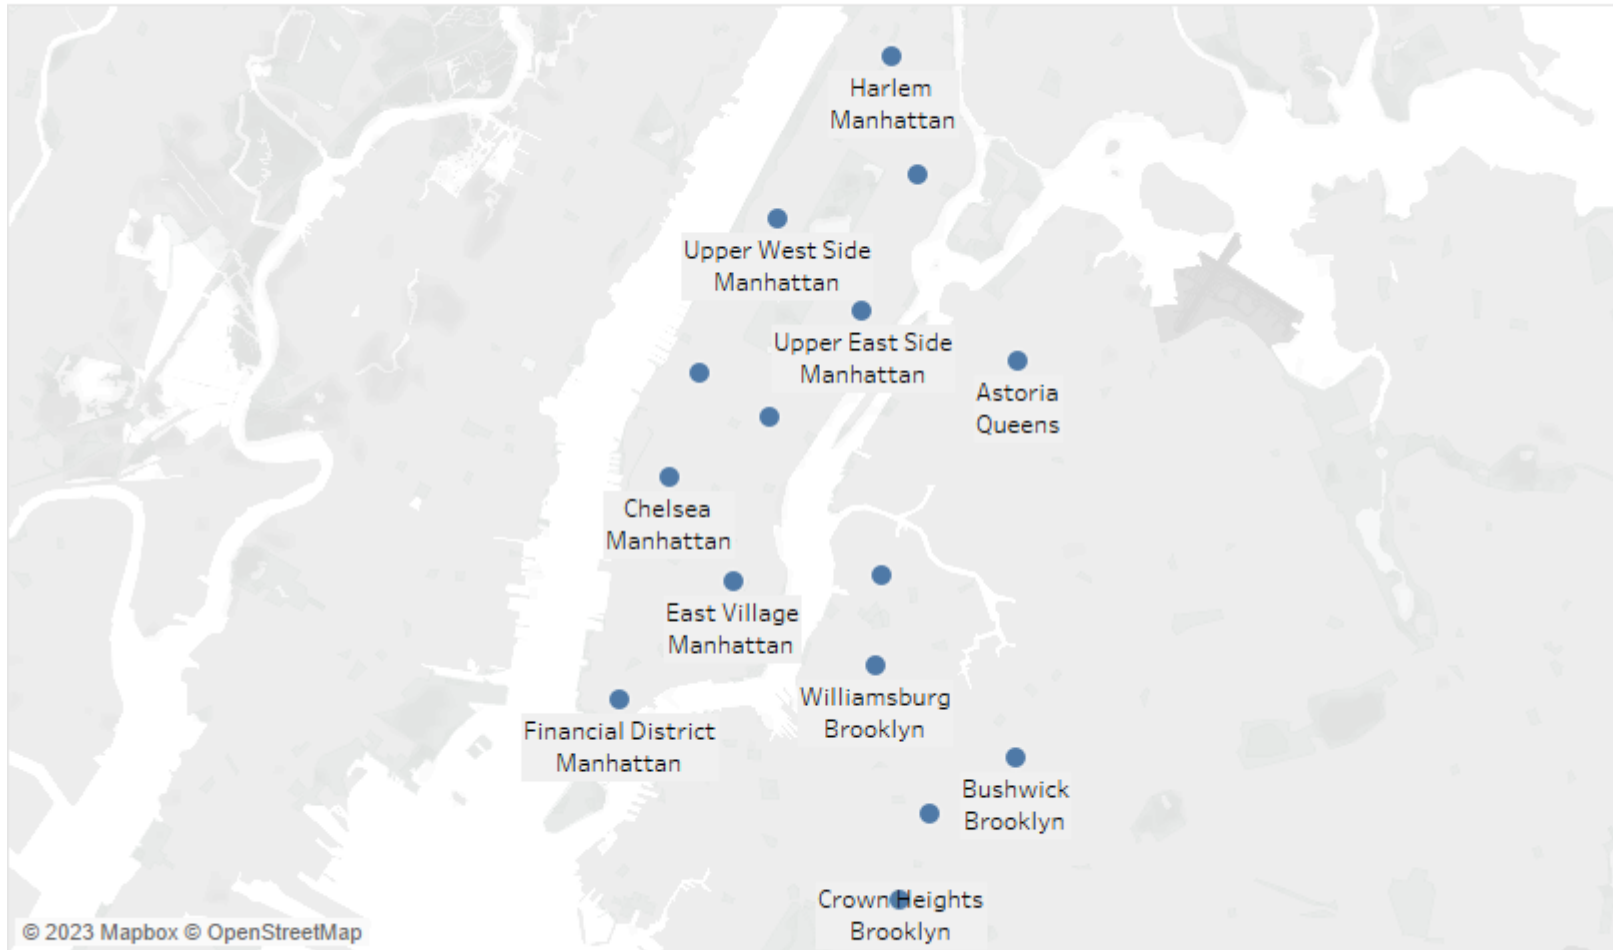 Harlem
Manhattan
Upper West Side
Manhattan
Upper East Side
Manhattan
Astoria
Queens
Chelsea
Manhattan
East Village
Manhattan
Williamsburg
Brooklyn
Financial District
Manhattan
Bushwick
Brooklyn
Crown Heights
Brooklyn
© 2023 Mapbox © OpenStreetMap